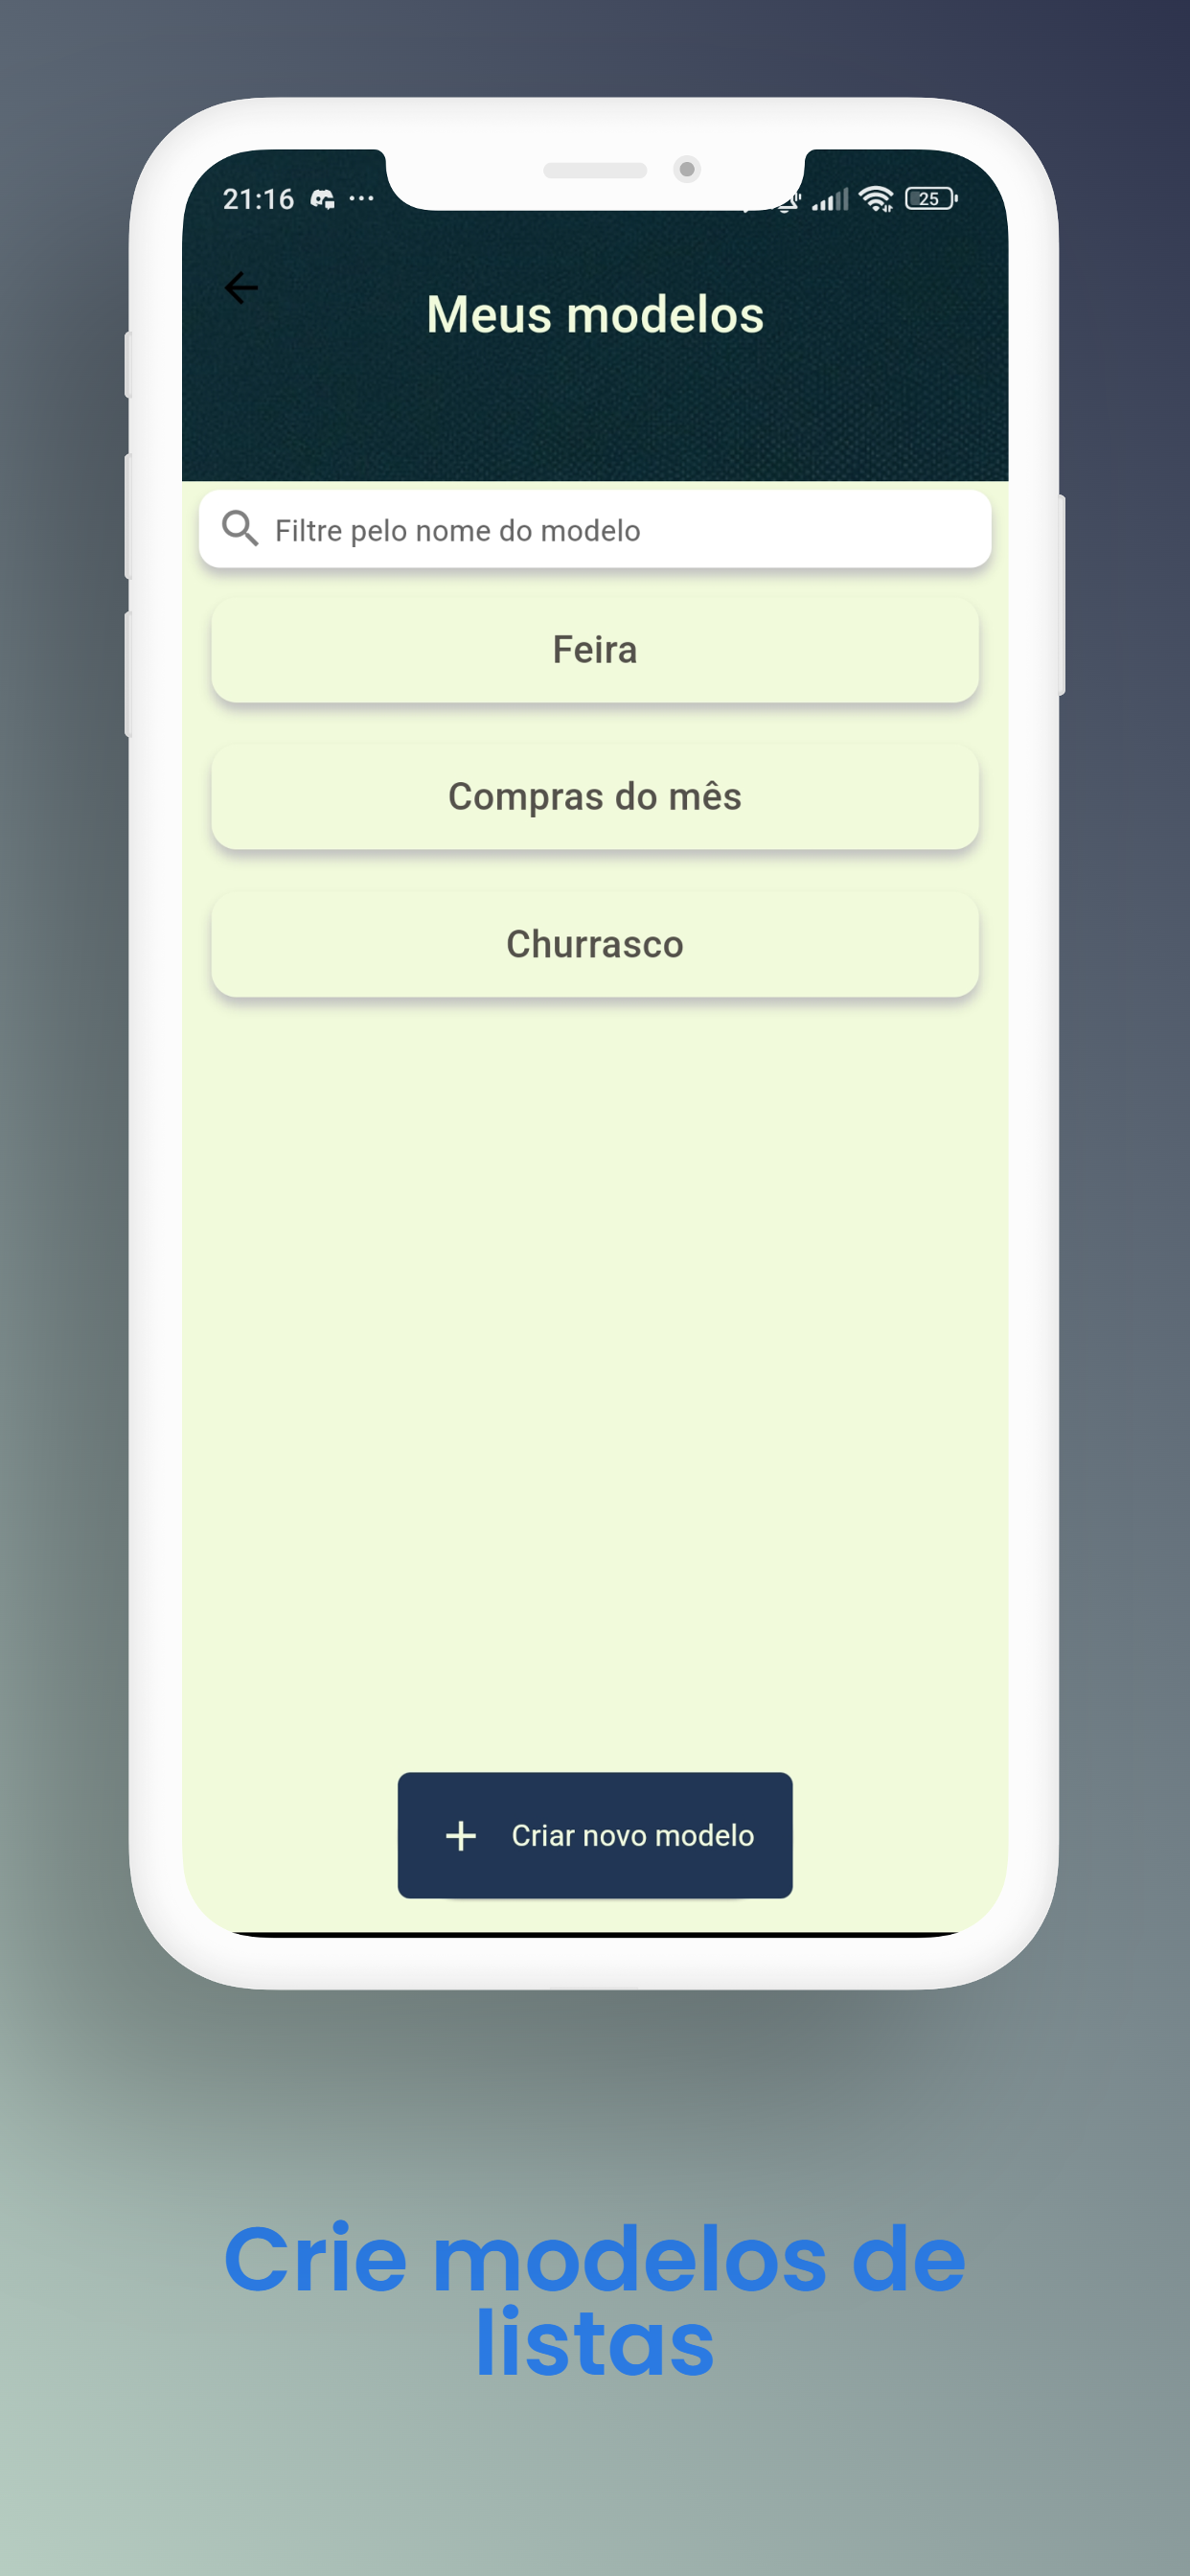 21:16
25
Meus modelos
Filtre pelo nome do modelo
Feira
Compras do mês
Churrasco
Criar novo modelo
Crie modelos de
listas